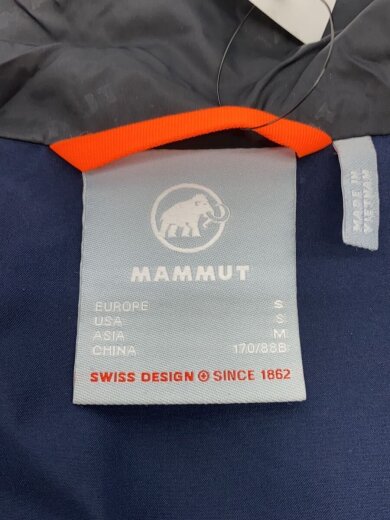 MAMMUT
EUROPE S
USA S
ASIA M
CHINA 170/88B
SWISS DESIGN SINCE 1862
MADE IN
VIETNAM